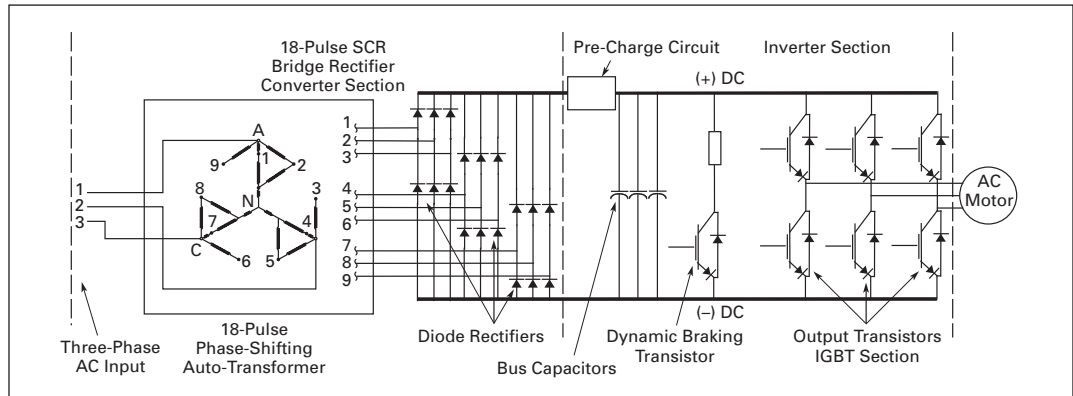 18-Pulse SCR
Bridge Rectifier
Converter Section
Pre-Charge Circuit
Inverter Section
(+) DC
A
1
9
2
8
3
N
7
4
C
6
5
1
2
3
1
2
3
4
5
6
7
8
9
AC
Motor
(–) DC
Three-Phase
AC Input
18-Pulse
Phase-Shifting
Auto-Transformer
Diode Rectifiers
Bus Capacitors
Dynamic Braking
Transistor
Output Transistors
IGBT Section